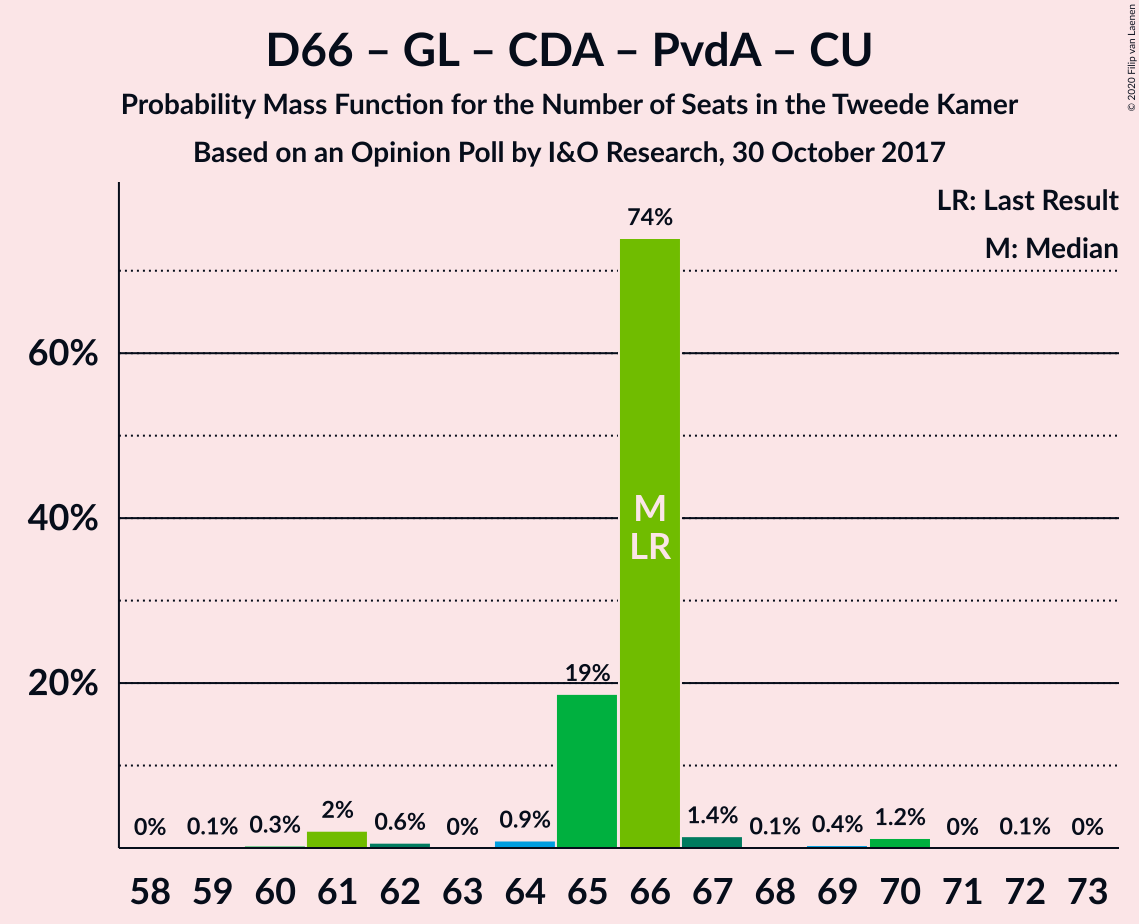 D66 – GL – CDA – PvdA – CU
Probability Mass Function for the Number of Seats in the Tweede Kamer
Based on an Opinion Poll by I&O Research, 30 October 2017
© 2020 Filip van Laenen
LR: Last Result
M: Median
60%
40%
20%
0%
0.1%
0.3%
2%
0.6%
0%
0.9%
19%
74%
1.4%
0.1%
0.4%
1.2%
0%
0.1%
0%
M
LR
58 59 60 61 62 63 64 65 66 67 68 69 70 71 72 73